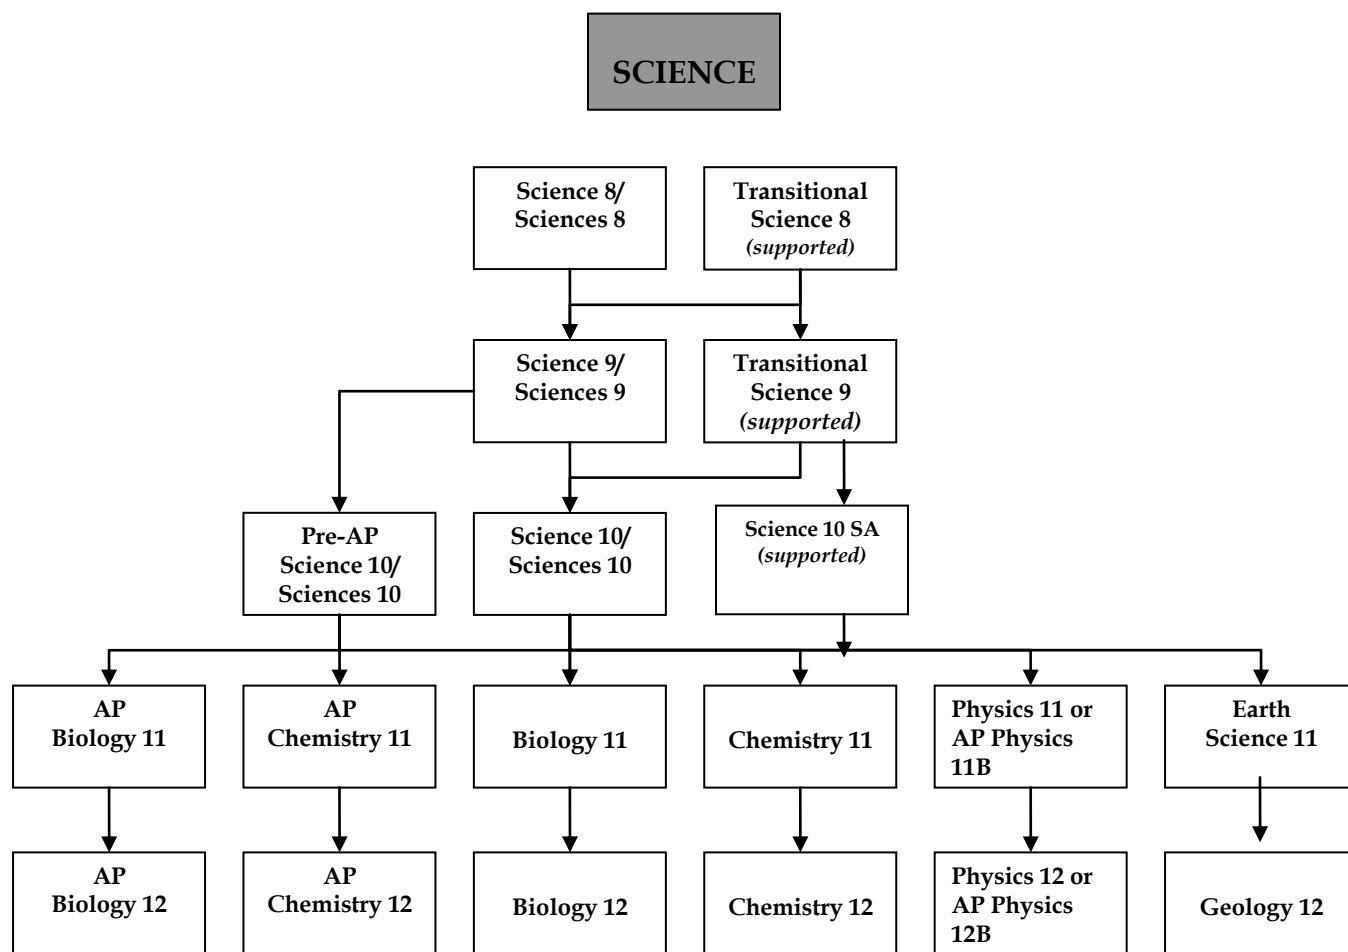 SCIENCE
Science 8/
Sciences 8
Transitional
Science 8
(supported)
Science 9/
Sciences 9
Transitional
Science 9
(supported)
Pre-AP
Science 10/
Sciences 10
Science 10/
Sciences 10
Science 10 SA
(supported)
AP
Biology 11
AP
Chemistry 11
Biology 11
Chemistry 11
Physics 11 or
AP Physics
11B
Earth
Science 11
AP
Biology 12
AP
Chemistry 12
Biology 12
Chemistry 12
Physics 12 or
AP Physics
12B
Geology 12